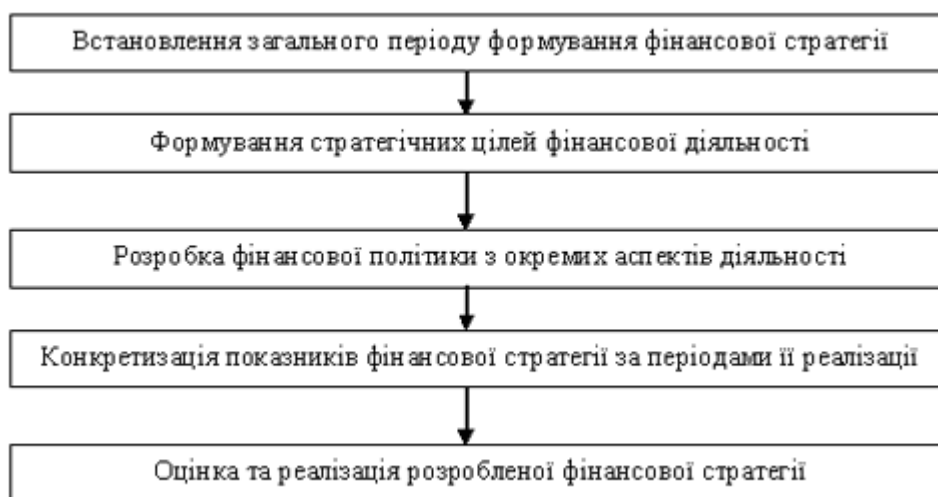 Встановлення загального періоду формування фінансової стратегії
Формування стратегічних цілей фінансової діяльності
Розробка фінансової політики з окремих аспектів діяльності
Конкретизація показників фінансової стратегії за періодами її реалізації
Оцінка та реалізація розробленої фінансової стратегії